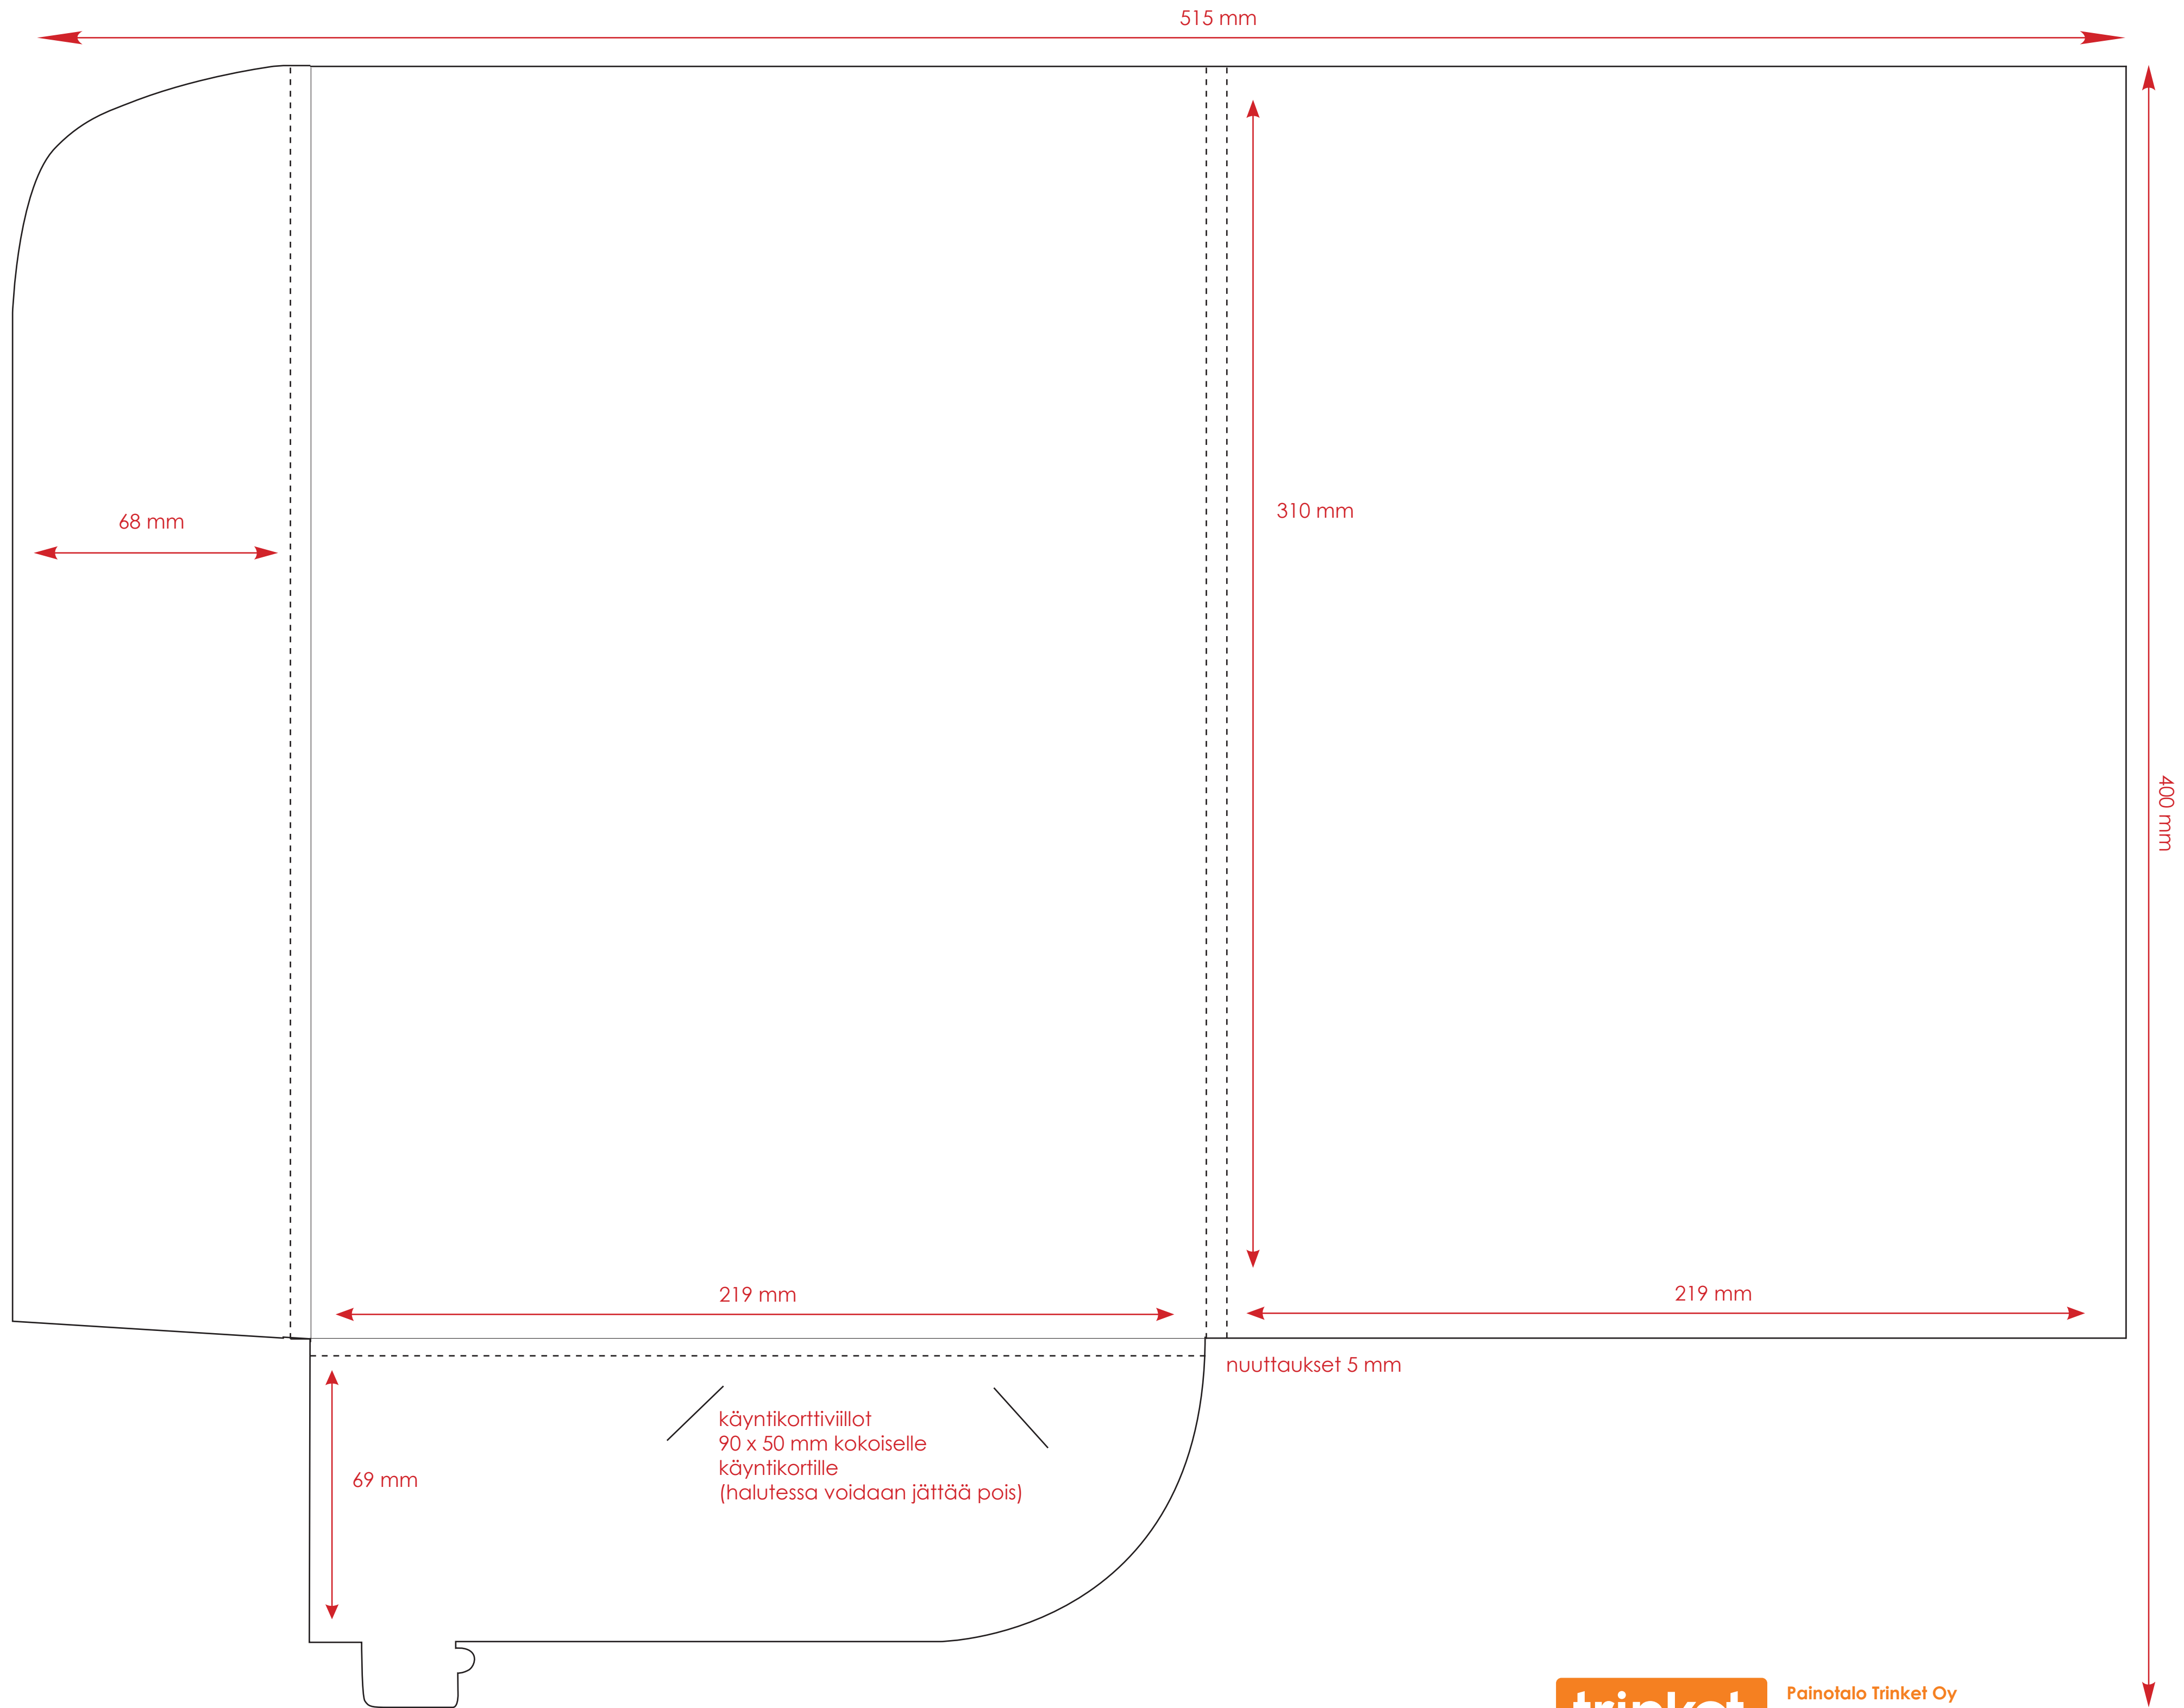 515 mm
68 mm
310 mm
400 mm
219 mm
219 mm
nuuttaukset 5 mm
käyntikorttiviillot
90 x 50 mm kokoiselle
käyntikortille
(halutessa voidaan jättää pois)
69 mm
trinket
Painotalo Trinket Oy